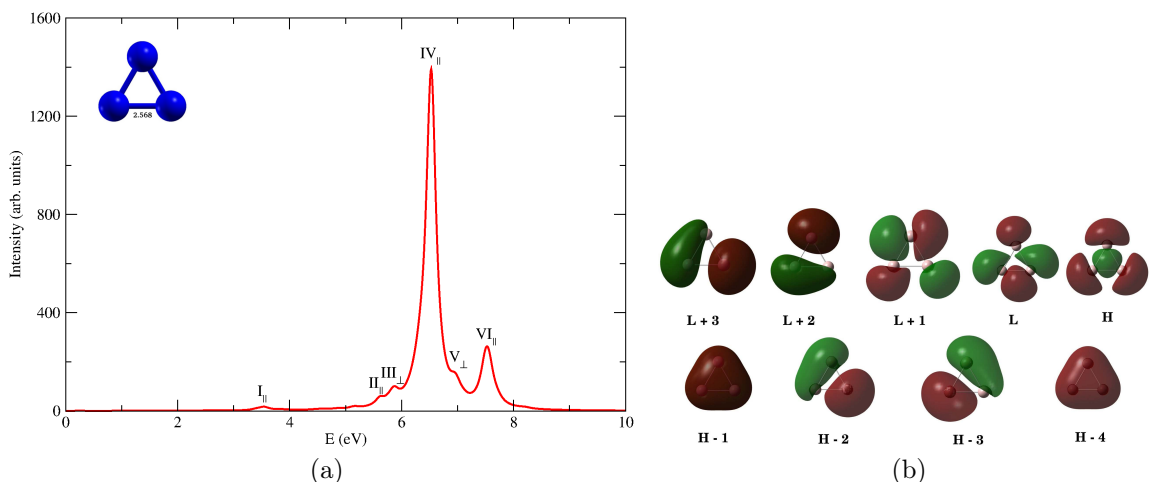 1600
1200
800
400
0
Intensity (arb. units)
2.568
I||
II||
III⊥
IV||
V⊥
VI||
0 2 4 6 8 10
E (eV)
(a)
L + 3 L + 2 L + 1 L H
H - 1 H - 2 H - 3 H - 4
(b)